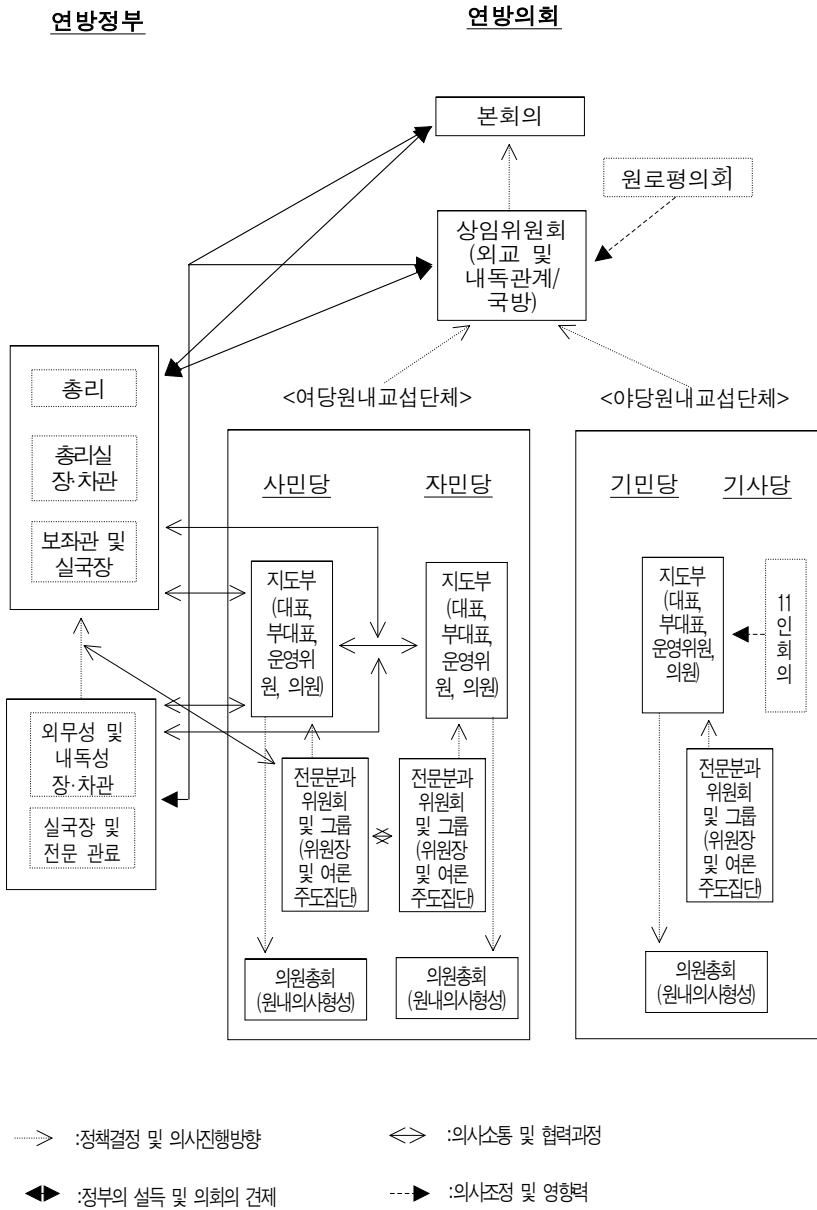 연방정부
연방의회
본회의
원로평의회
상임위원회
(외교 및
내독관계/
국방)
총리
총리실
장·차관
보좌관 및
실국장
외무성 및
내독성
장·차관
실국장 및
전문 관료
<여당원내교섭단체>
사민당
자민당
지도부
(대표,
부대표,
운영위
원, 의원)
지도부
(대표,
부대표,
운영위
원, 의원)
전문분과
위원회
및 그룹
(위원장
및 여론
주도집단)
전문분과
위원회
및 그룹
(위원장
및 여론
주도집단)
의원총회
(원내의사형성)
의원총회
(원내의사형성)
<야당원내교섭단체>
기민당
기사당
지도부
(대표,
부대표,
운영위원,
의원)
11
인
회
의
전문분과
위원회
및 그룹
(위원장
및 여론
주도집단)
의원총회
(원내의사형성)
:정책결정 및 의사진행방향
:의사소통 및 협력과정
:정부의 설득 및 의회의 견제
:의사조정 및 영향력